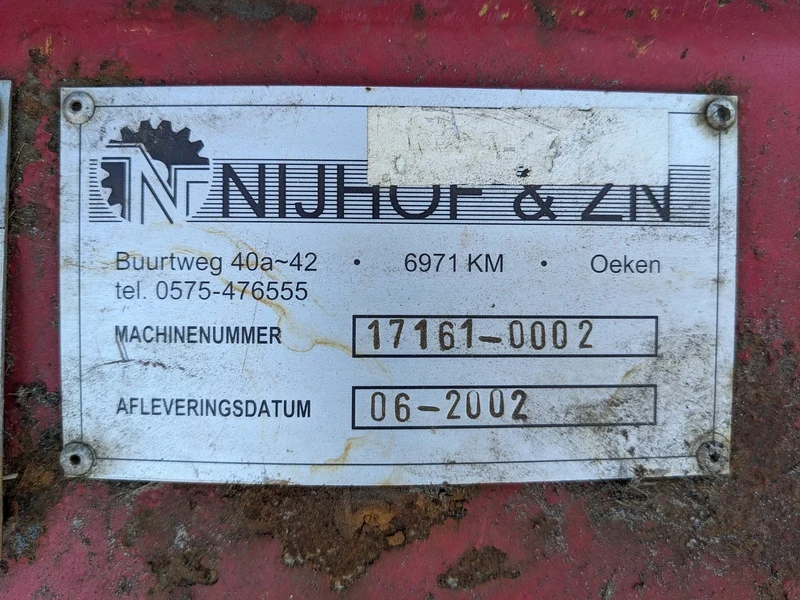 N NIJHOF & ZN
Buurtweg 40a~42 • 6971 KM • Oeken
tel. 0575-476555
MACHINENUMMER 17161-0002
AFLEVERINGSDATUM 06-2002